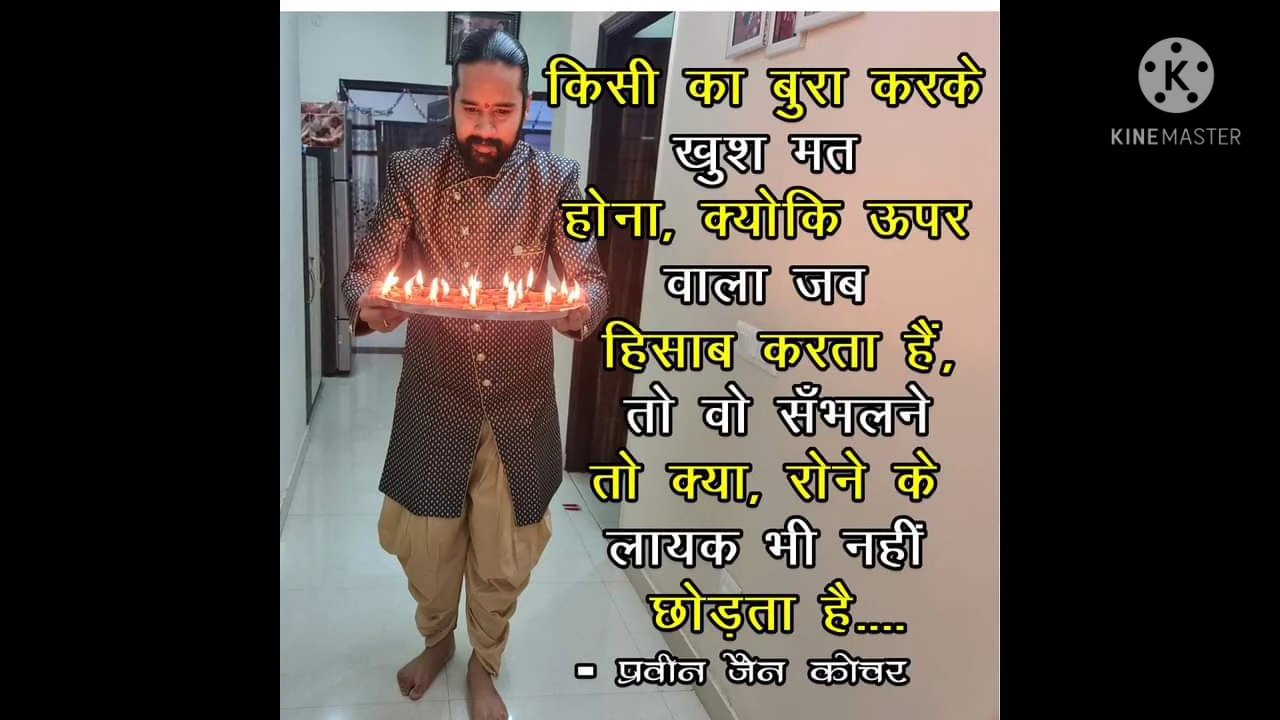 किसी का बुरा करके
खुश मत
होना, क्योकि ऊपर
वाला जब
हिसाब करता हैं,
तो वो सँभलने
तो क्या, रोने के
लायक भी नहीं
छोड़ता है....
- प्रवीन जैन कोचर
K
KINEMASTER